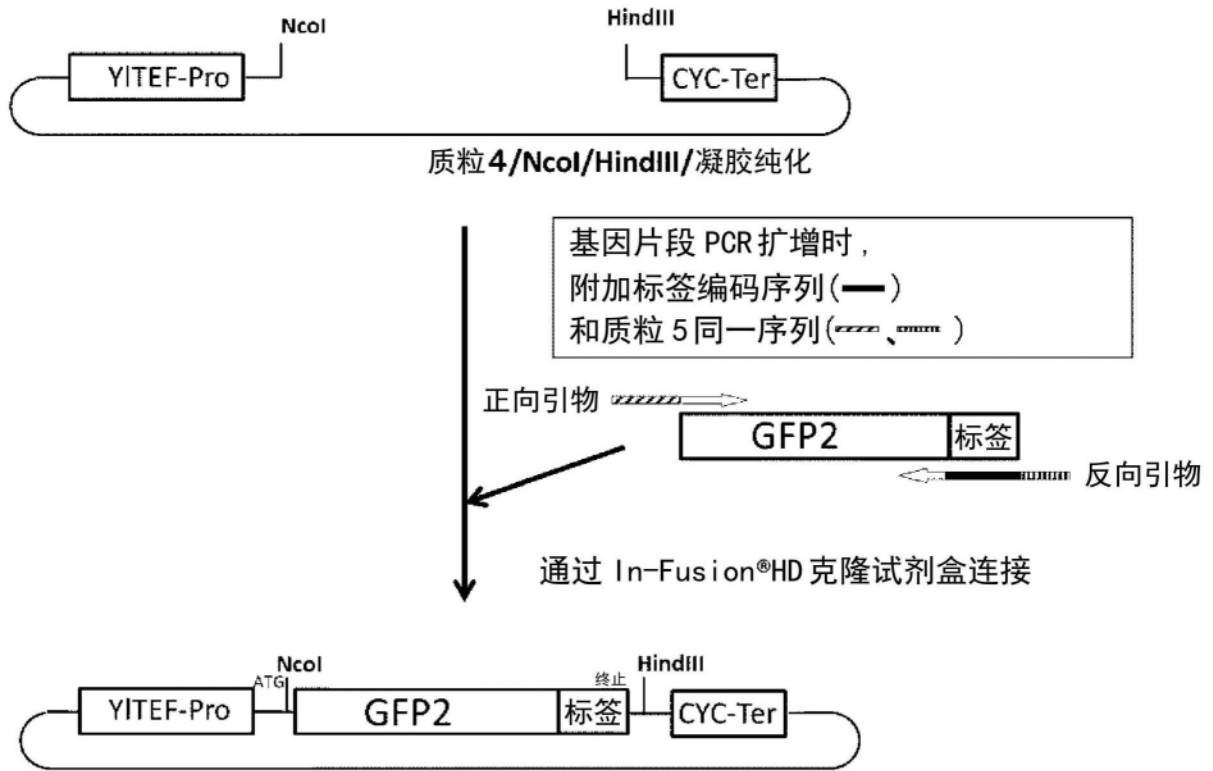 NcoI
HindIII
YlTEF-Pro
CYC-Ter
质粒4/NcoI/HindIII/凝胶纯化
基因片段 PCR扩增时,
附加标签编码序列( )
和质粒 5 同一序列( 、 )
正向引物
GFP2
标签
反向引物
通过 In-Fusion®HD克隆试剂盒连接
NcoI
HindIII
ATG
终止
YlTEF-Pro
GFP2
标签
CYC-Ter